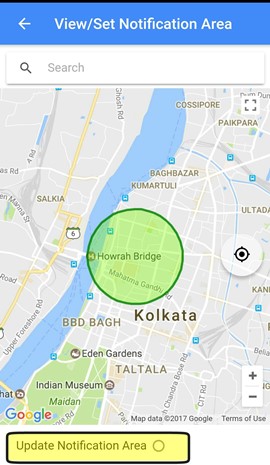 View/Set Notification Area
Search
Ghosh Rd
COSSIPORE
PAIKPARA
BAGHBAZAR
KUMARTULI
SALKIA
ULTADA
6
Howrah Bridge
Mahatma Gandhi
Upper Foreshore Rd
BBD BAGH
Kolkata
Eden Gardens
TALTALA
Indian Museum
Maidan
CIT Rd
Google
Map data ©2017 Google
Terms of Use
Update Notification Area